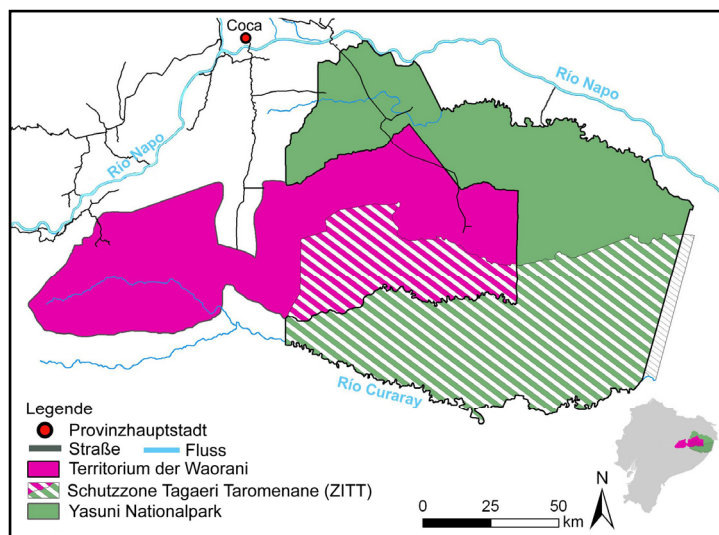 Coca
Río Napo
Río Napo
Río Curaray
Legende
Provinzhauptstadt
Straße Fluss
Territorium der Waorani
Schutzzone Tagaeri Taromenane (ZITT)
Yasuni Nationalpark
N
0 25 50
km